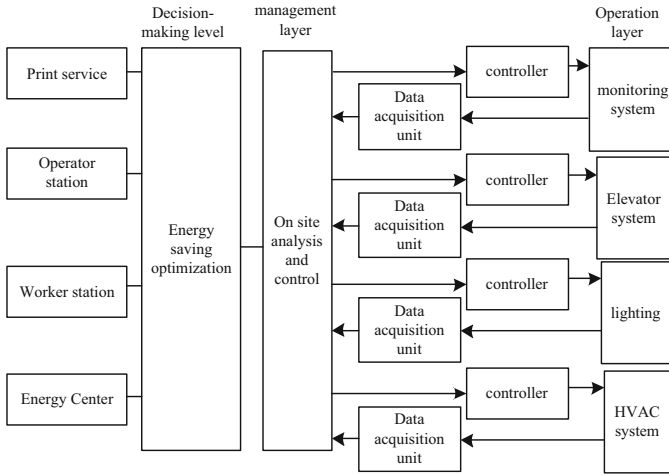 Decision-
making level
management
layer
Operation
layer
Print service
Operator
station
Worker station
Energy Center
Energy
saving
optimization
On site
analysis
and
control
controller
Data
acquisition
unit
monitoring
system
controller
Data
acquisition
unit
Elevator
system
controller
Data
acquisition
unit
lighting
controller
Data
acquisition
unit
HVAC
system